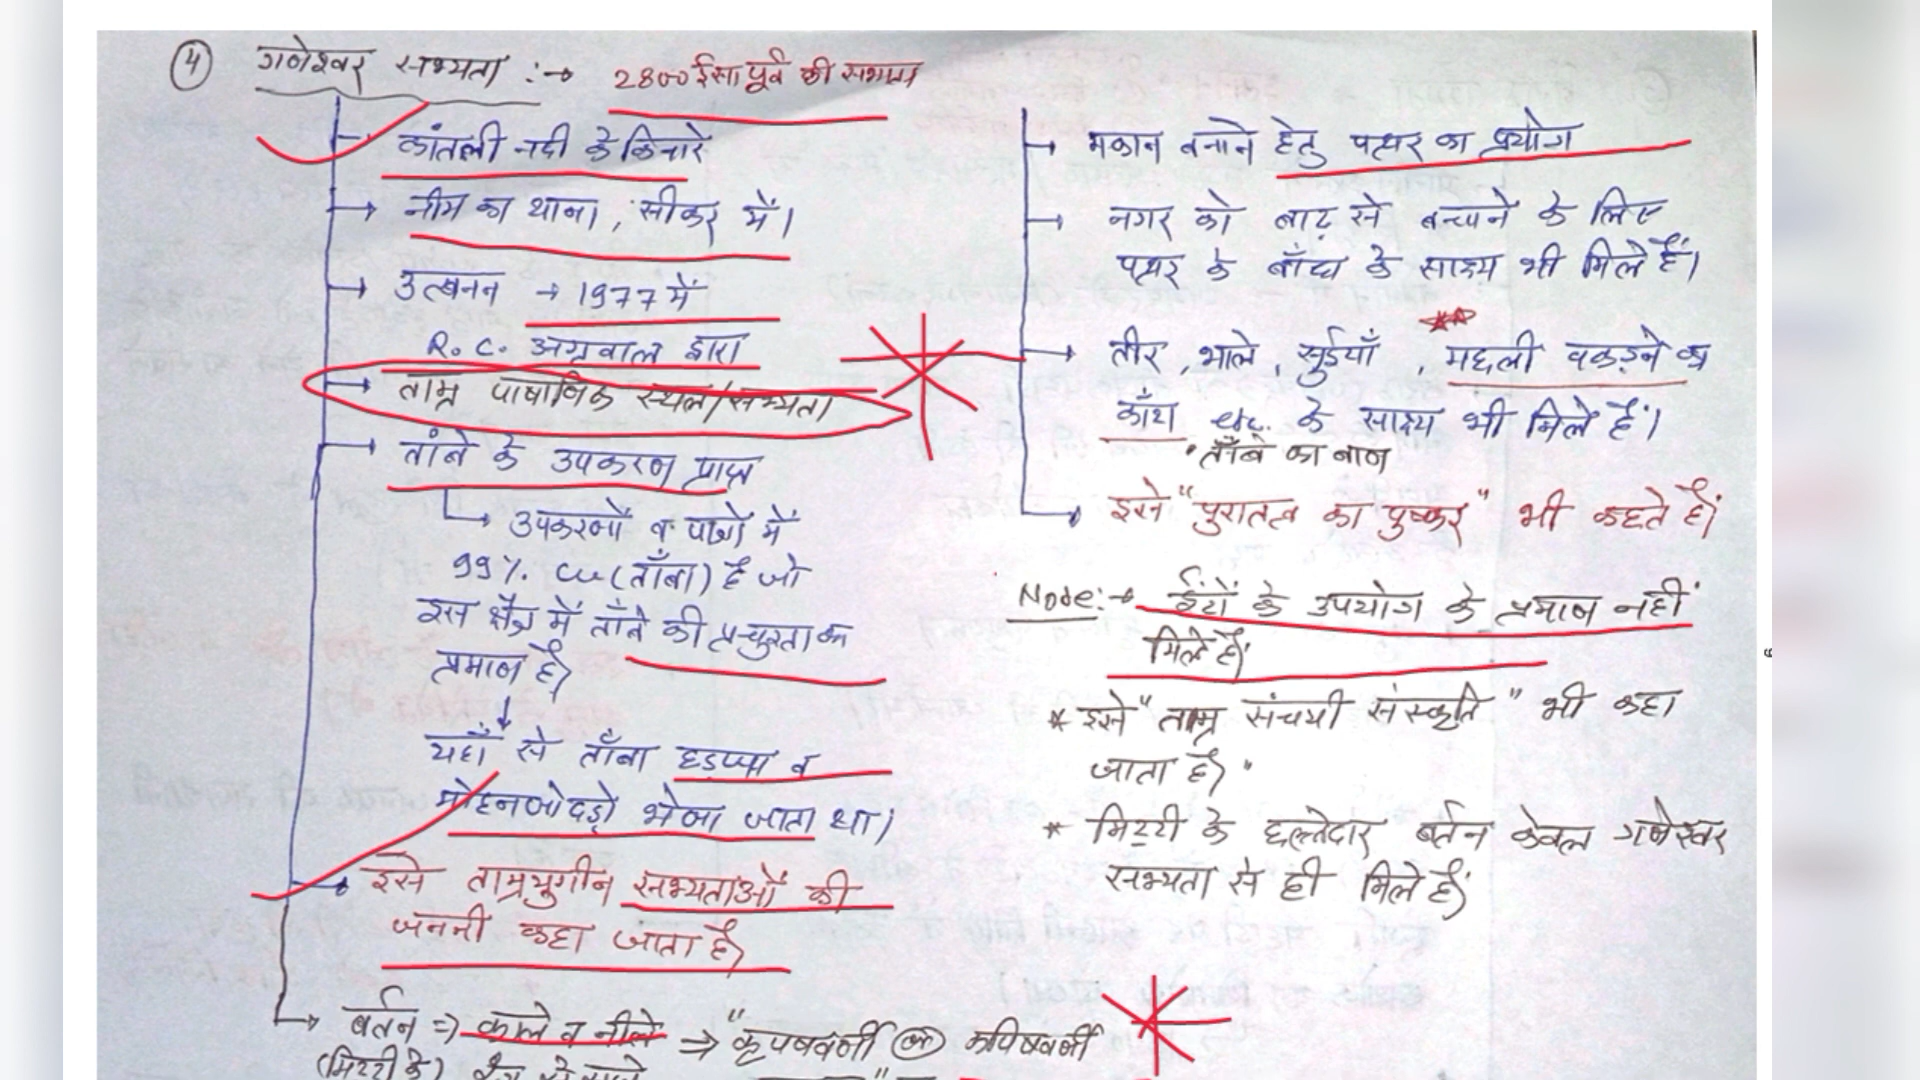 ④ गणेश्वर सभ्यता :→ 2800 ईसा पूर्व की सभ्यता
→ कांतली नदी के किनारे
→ नीम का थाना, सीकर में।
→ उत्खनन → 1977 में
R. C. अग्रवाल द्वारा
→ ताम्र पाषाणिक स्थल/सभ्यता
→ तांबे के उपकरण प्राप्त
↳ उपकरणों व पात्रों में
99%. Cu (ताँबा) है जो
इस क्षेत्र में ताँबे की प्रचुरता का
प्रमाण है।
↓
यहाँ से ताँबा हड़प्पा व
मोहनजोदड़ो भेजा जाता था।
→ इसे ताम्रयुगीन सभ्यताओं की
जननी कहा जाता है।
→ बर्तन ⇒ काले व नीले ⇒ "कृपषवर्णी कपिषवर्णी
(मिट्टी के) रंग से
→ मकान बनाने हेतु पत्थर का प्रयोग
→ नगर को बाढ़ से बचाने के लिए
पत्थर के बाँध के साक्ष्य भी मिले हैं।
→ तीर, भाले, सुईयाँ, मछली पकड़ने का
काँटा etc. के साक्ष्य भी मिले हैं।
• ताँबे का बाण
→ इसे "पुरातत्व का पुष्कर" भी कहते हैं।
Node:→ ईंटों के उपयोग के प्रमाण नहीं
मिले हैं।
* इसे "ताम्र संचयी संस्कृति" भी कहा
जाता है।
* मिट्टी के छल्लेदार बर्तन केवल गणेश्वर
सभ्यता से ही मिले हैं।